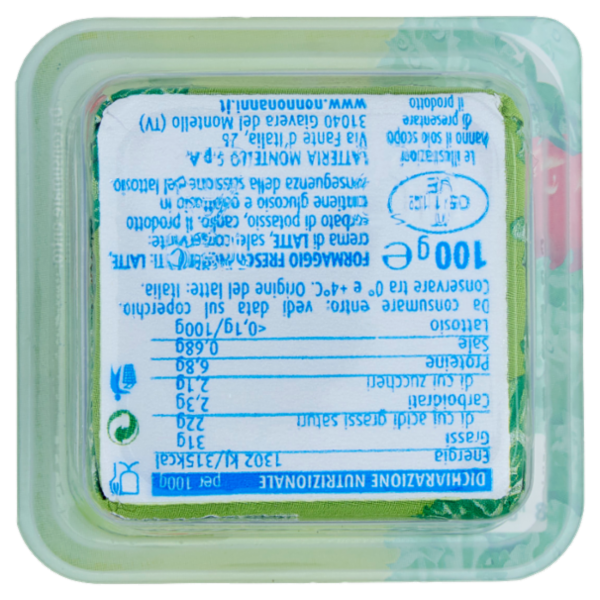 DICHIARAZIONE NUTRIZIONALE per 100g
Energia 1302 kJ/315kcal
Grassi 31g
di cui acidi grassi saturi 22g
Carboidrati 2,3g
di cui zuccheri 2,1g
Proteine 6,8g
Sale 0,68g
Lattosio <0,1g/100g
Da consumare entro: vedi data sul coperchio.
Conservare tra 0° e +4°C. Origine del latte: Italia.
100g e
FORMAGGIO FRESCO LATTE,
crema di LATTE, sale, conservante:
sorbato di potassio, caglio. Il prodotto
contiene glucosio e galattosio in
conseguenza della scissione del lattosio.
IT
CE
LATTERIA MONTELLO S.p.A.
Via Fante d'Italia, 25
31040 Giavera del Montello (TV)
www.nonnonanni.it
Le illustrazioni
hanno il solo scopo
di presentare
il prodotto